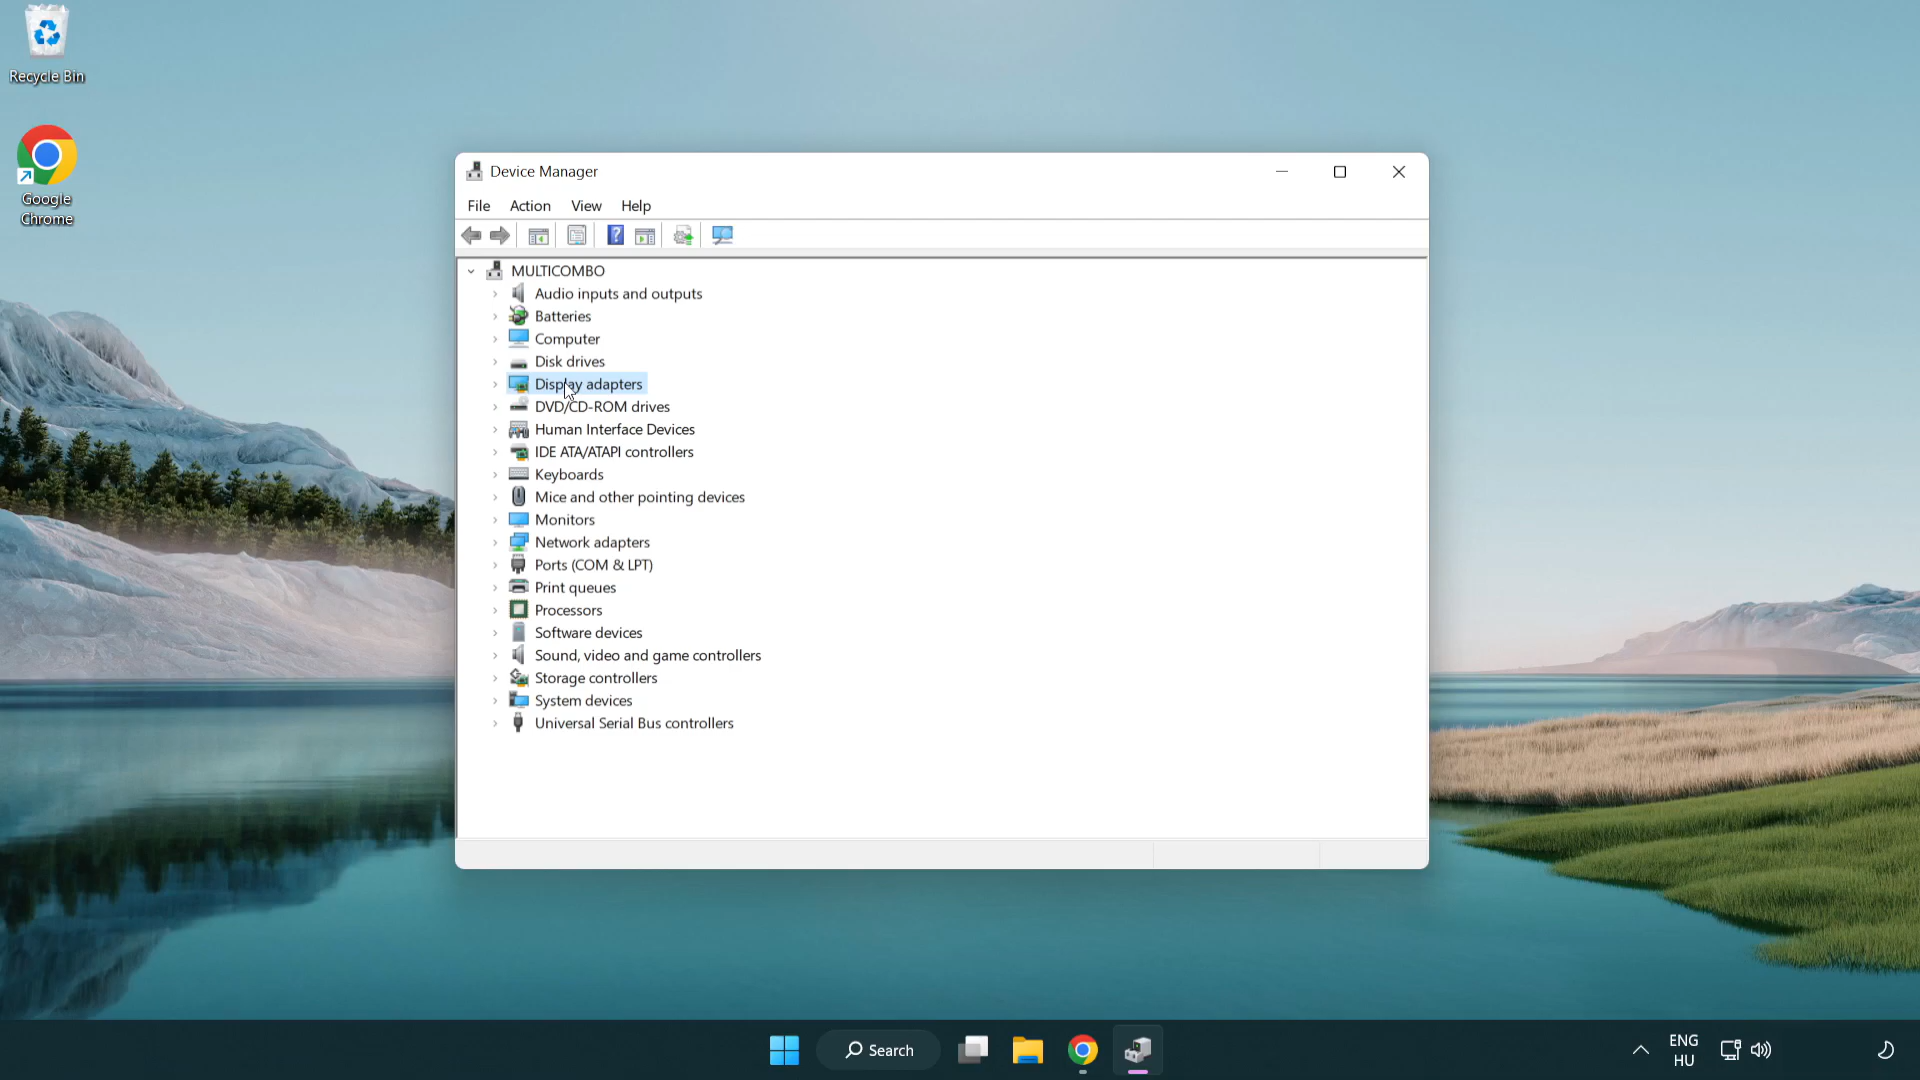 Recycle Bin
Google
Chrome
Device Manager
File Action View Help
MULTICOMBO
Audio inputs and outputs
Batteries
Computer
Disk drives
Display adapters
DVD/CD-ROM drives
Human Interface Devices
IDE ATA/ATAPI controllers
Keyboards
Mice and other pointing devices
Monitors
Network adapters
Ports (COM & LPT)
Print queues
Processors
Software devices
Sound, video and game controllers
Storage controllers
System devices
Universal Serial Bus controllers
Search
ENG
HU